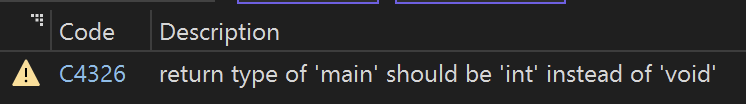 Code Description
C4326 return type of 'main' should be 'int' instead of 'void'